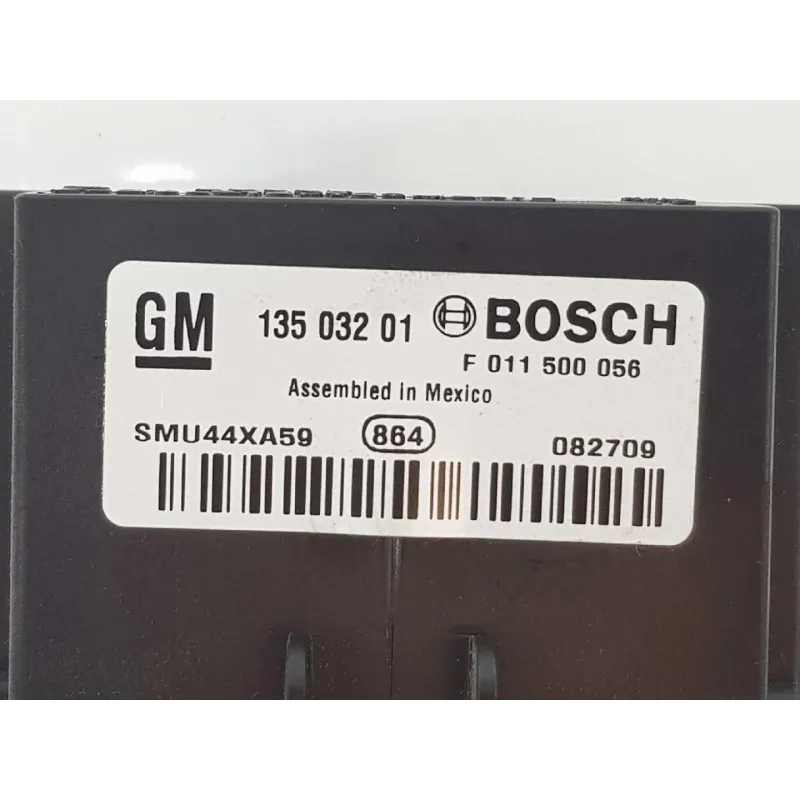 GM 135 032 01 BOSCH
F 011 500 056
Assembled in Mexico
SMU44XA59 864 082709